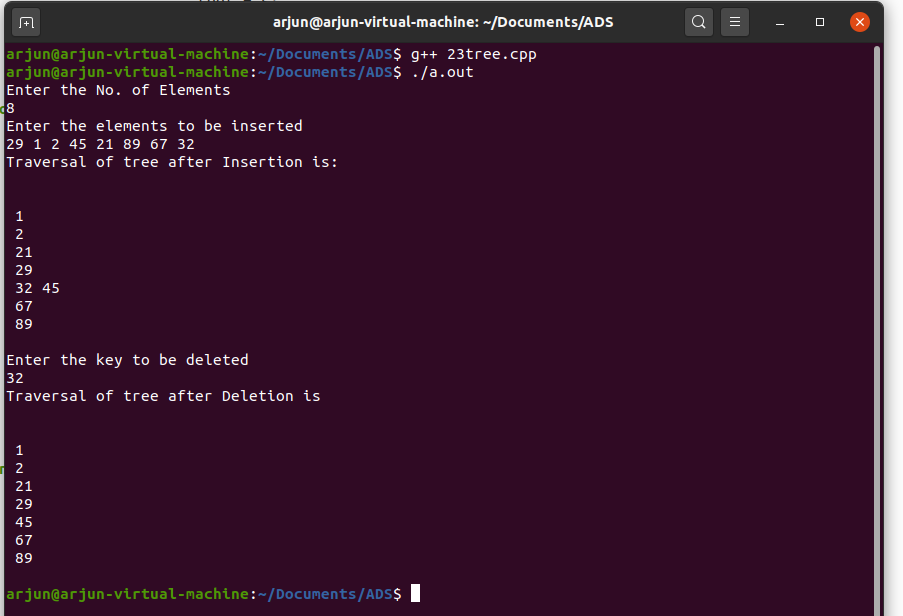 arjun@arjun-virtual-machine: ~/Documents/ADS
arjun@arjun-virtual-machine:~/Documents/ADS$ g++ 23tree.cpp
arjun@arjun-virtual-machine:~/Documents/ADS$ ./a.out
Enter the No. of Elements
8
Enter the elements to be inserted
29 1 2 45 21 89 67 32
Traversal of tree after Insertion is:
1
2
21
29
32 45
67
89
Enter the key to be deleted
32
Traversal of tree after Deletion is
1
2
21
29
45
67
89
arjun@arjun-virtual-machine:~/Documents/ADS$